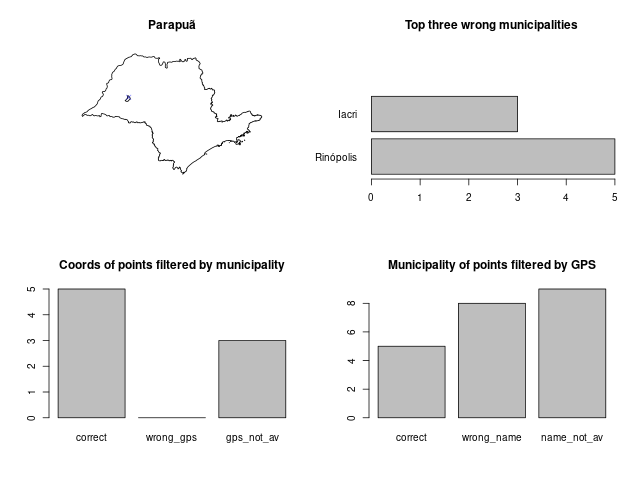 Parapuã
Top three wrong municipalities
Iacri
Rinópolis
0 1 2 3 4 5
Coords of points filtered by municipality
5
4
3
2
1
0
correct wrong_gps gps_not_av
Municipality of points filtered by GPS
8
6
4
2
0
correct wrong_name name_not_av